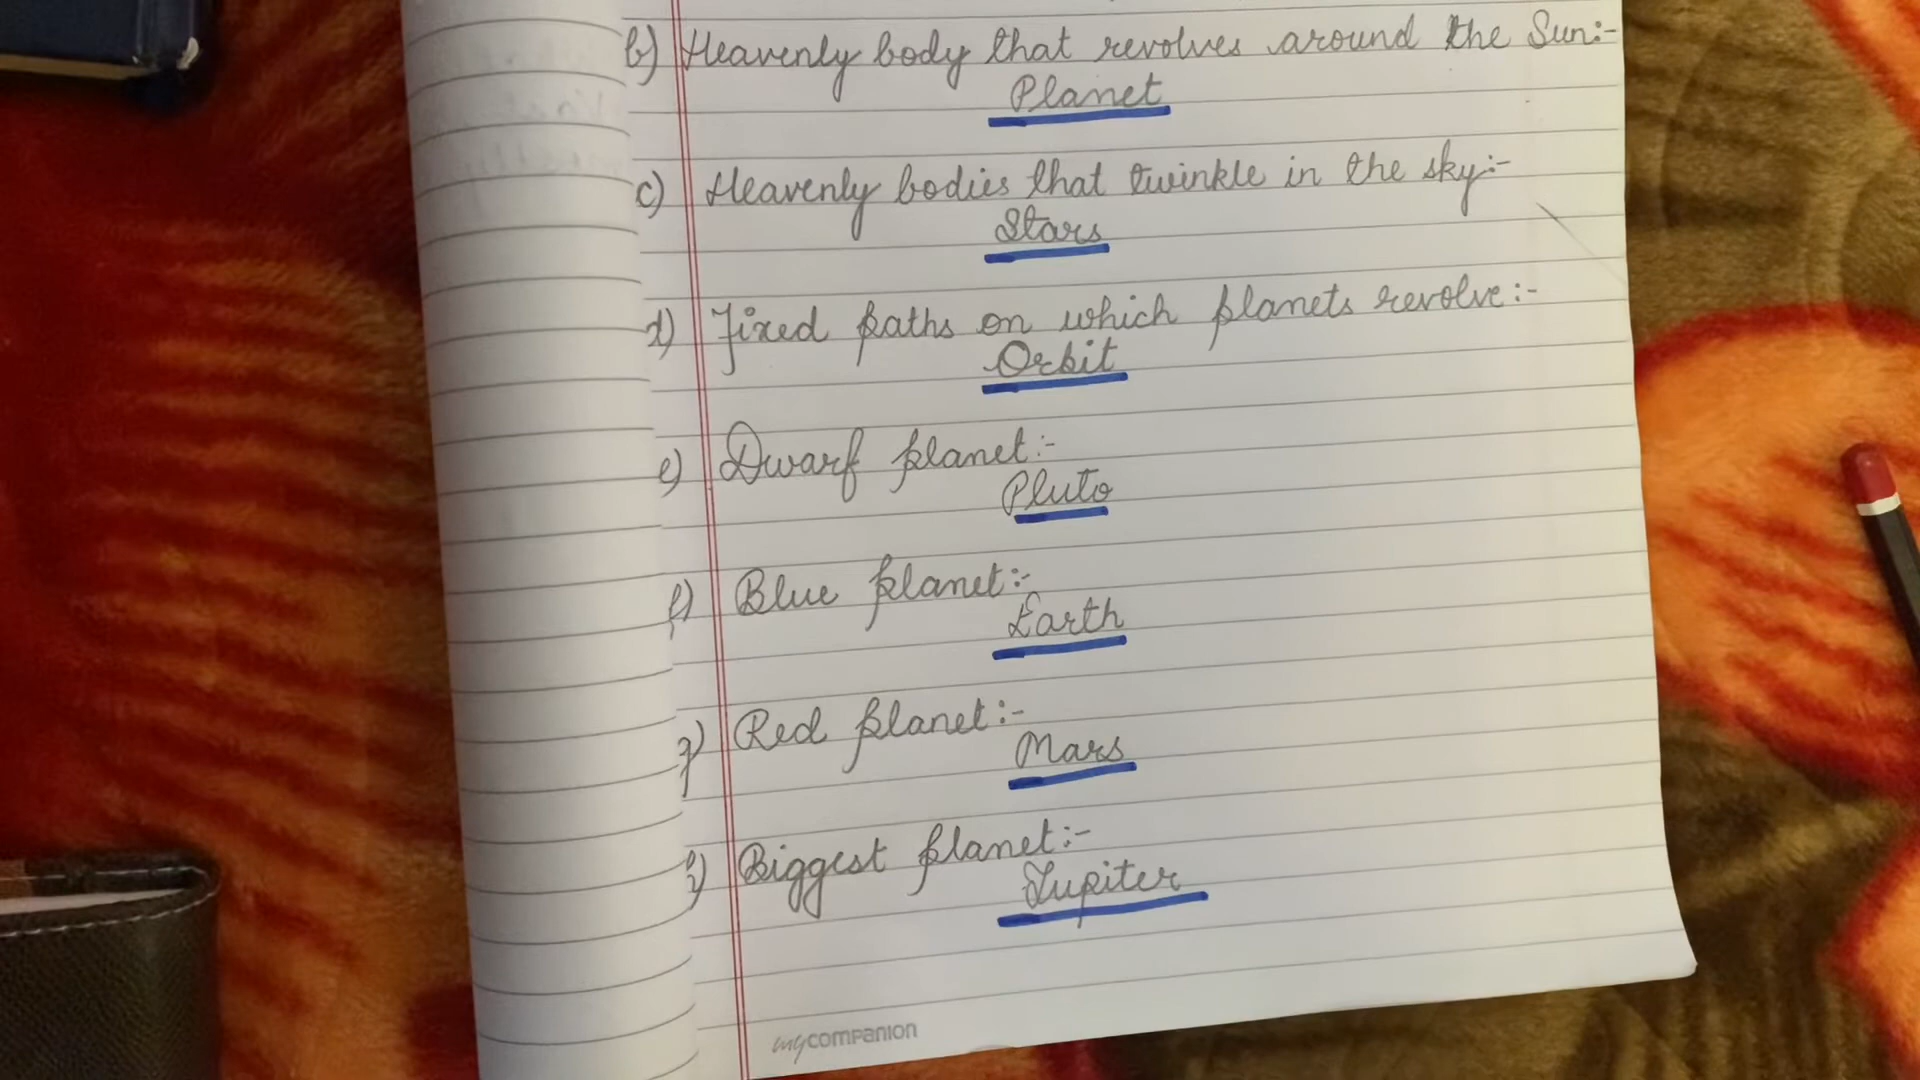 b) Heavenly body that revolves around the Sun:-
Planet
c) Heavenly bodies that twinkle in the sky:-
Stars
d) Fixed paths on which planets revolve:-
Orbit
e) Dwarf planet:-
Pluto
f) Blue planet:-
Earth
g) Red planet:-
Mars
Biggest planet:-
Jupiter
mycompanion